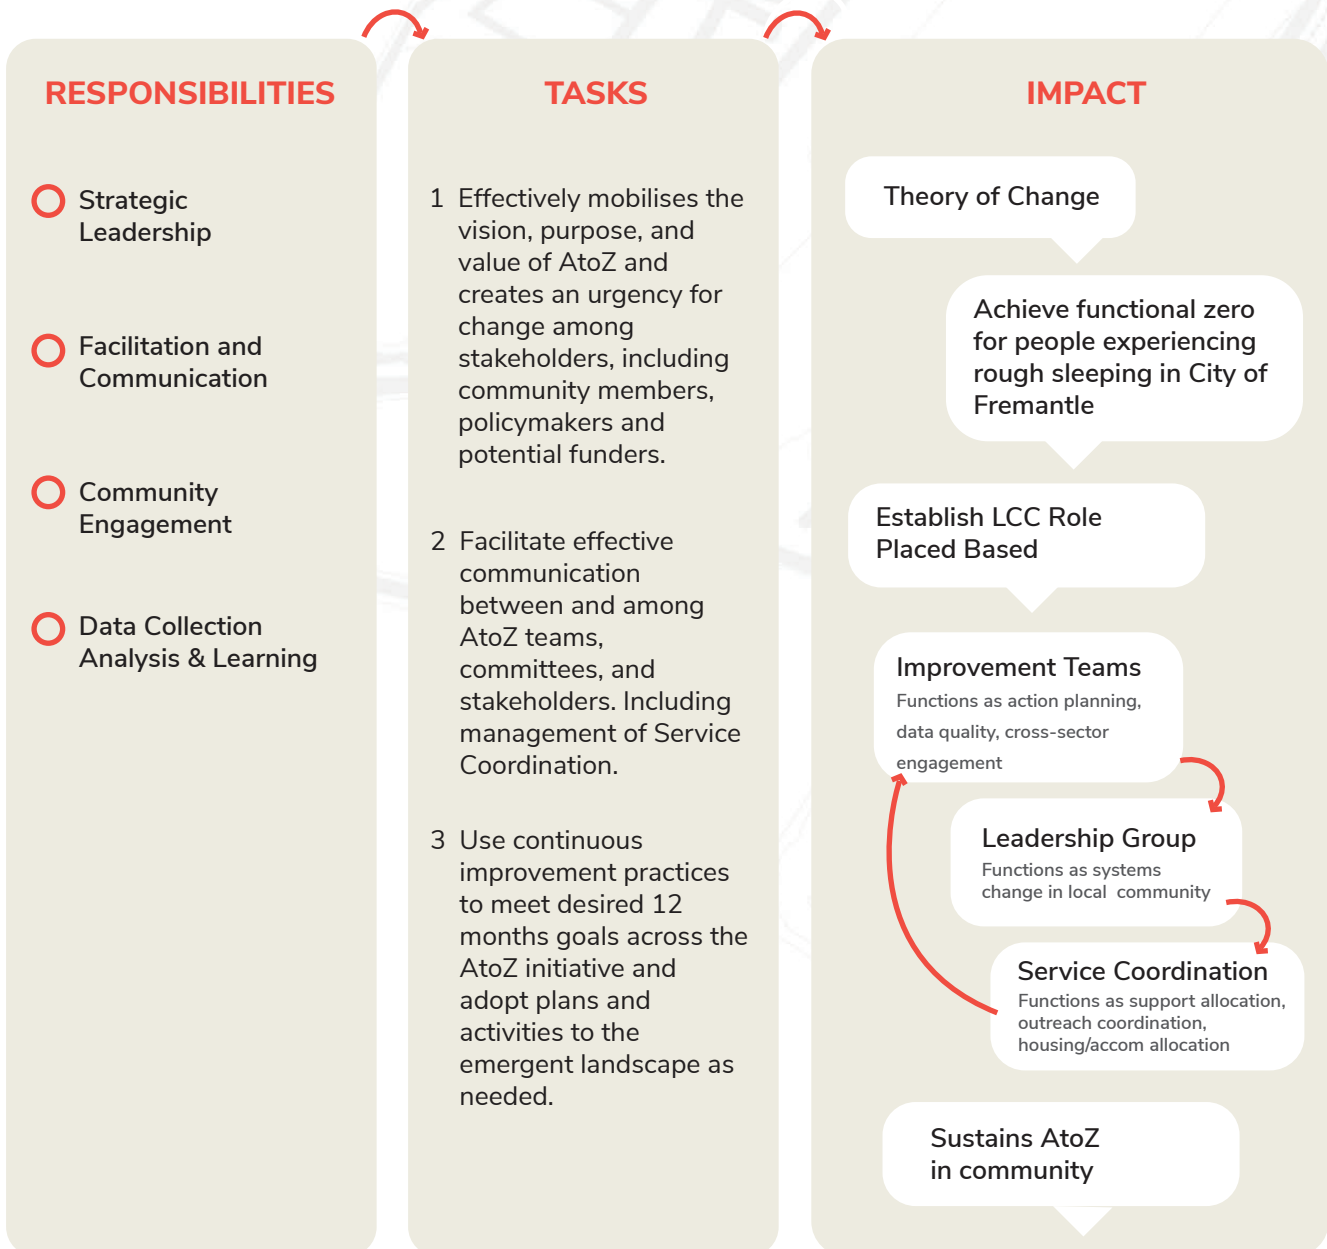 RESPONSIBILITIES
Strategic
Leadership
Facilitation and
Communication
Community
Engagement
Data Collection
Analysis & Learning
TASKS
1 Effectively mobilises the
vision, purpose, and
value of AtoZ and
creates an urgency for
change among
stakeholders, including
community members,
policymakers and
potential funders.
2 Facilitate effective
communication
between and among
AtoZ teams,
committees, and
stakeholders. Including
management of Service
Coordination.
3 Use continuous
improvement practices
to meet desired 12
months goals across the
AtoZ initiative and
adopt plans and
activities to the
emergent landscape as
needed.
IMPACT
Theory of Change
Achieve functional zero
for people experiencing
rough sleeping in City of
Fremantle
Establish LCC Role
Placed Based
Improvement Teams
Functions as action planning,
data quality, cross-sector
engagement
Leadership Group
Functions as systems
change in local community
Service Coordination
Functions as support allocation,
outreach coordination,
housing/accom allocation
Sustains AtoZ
in community